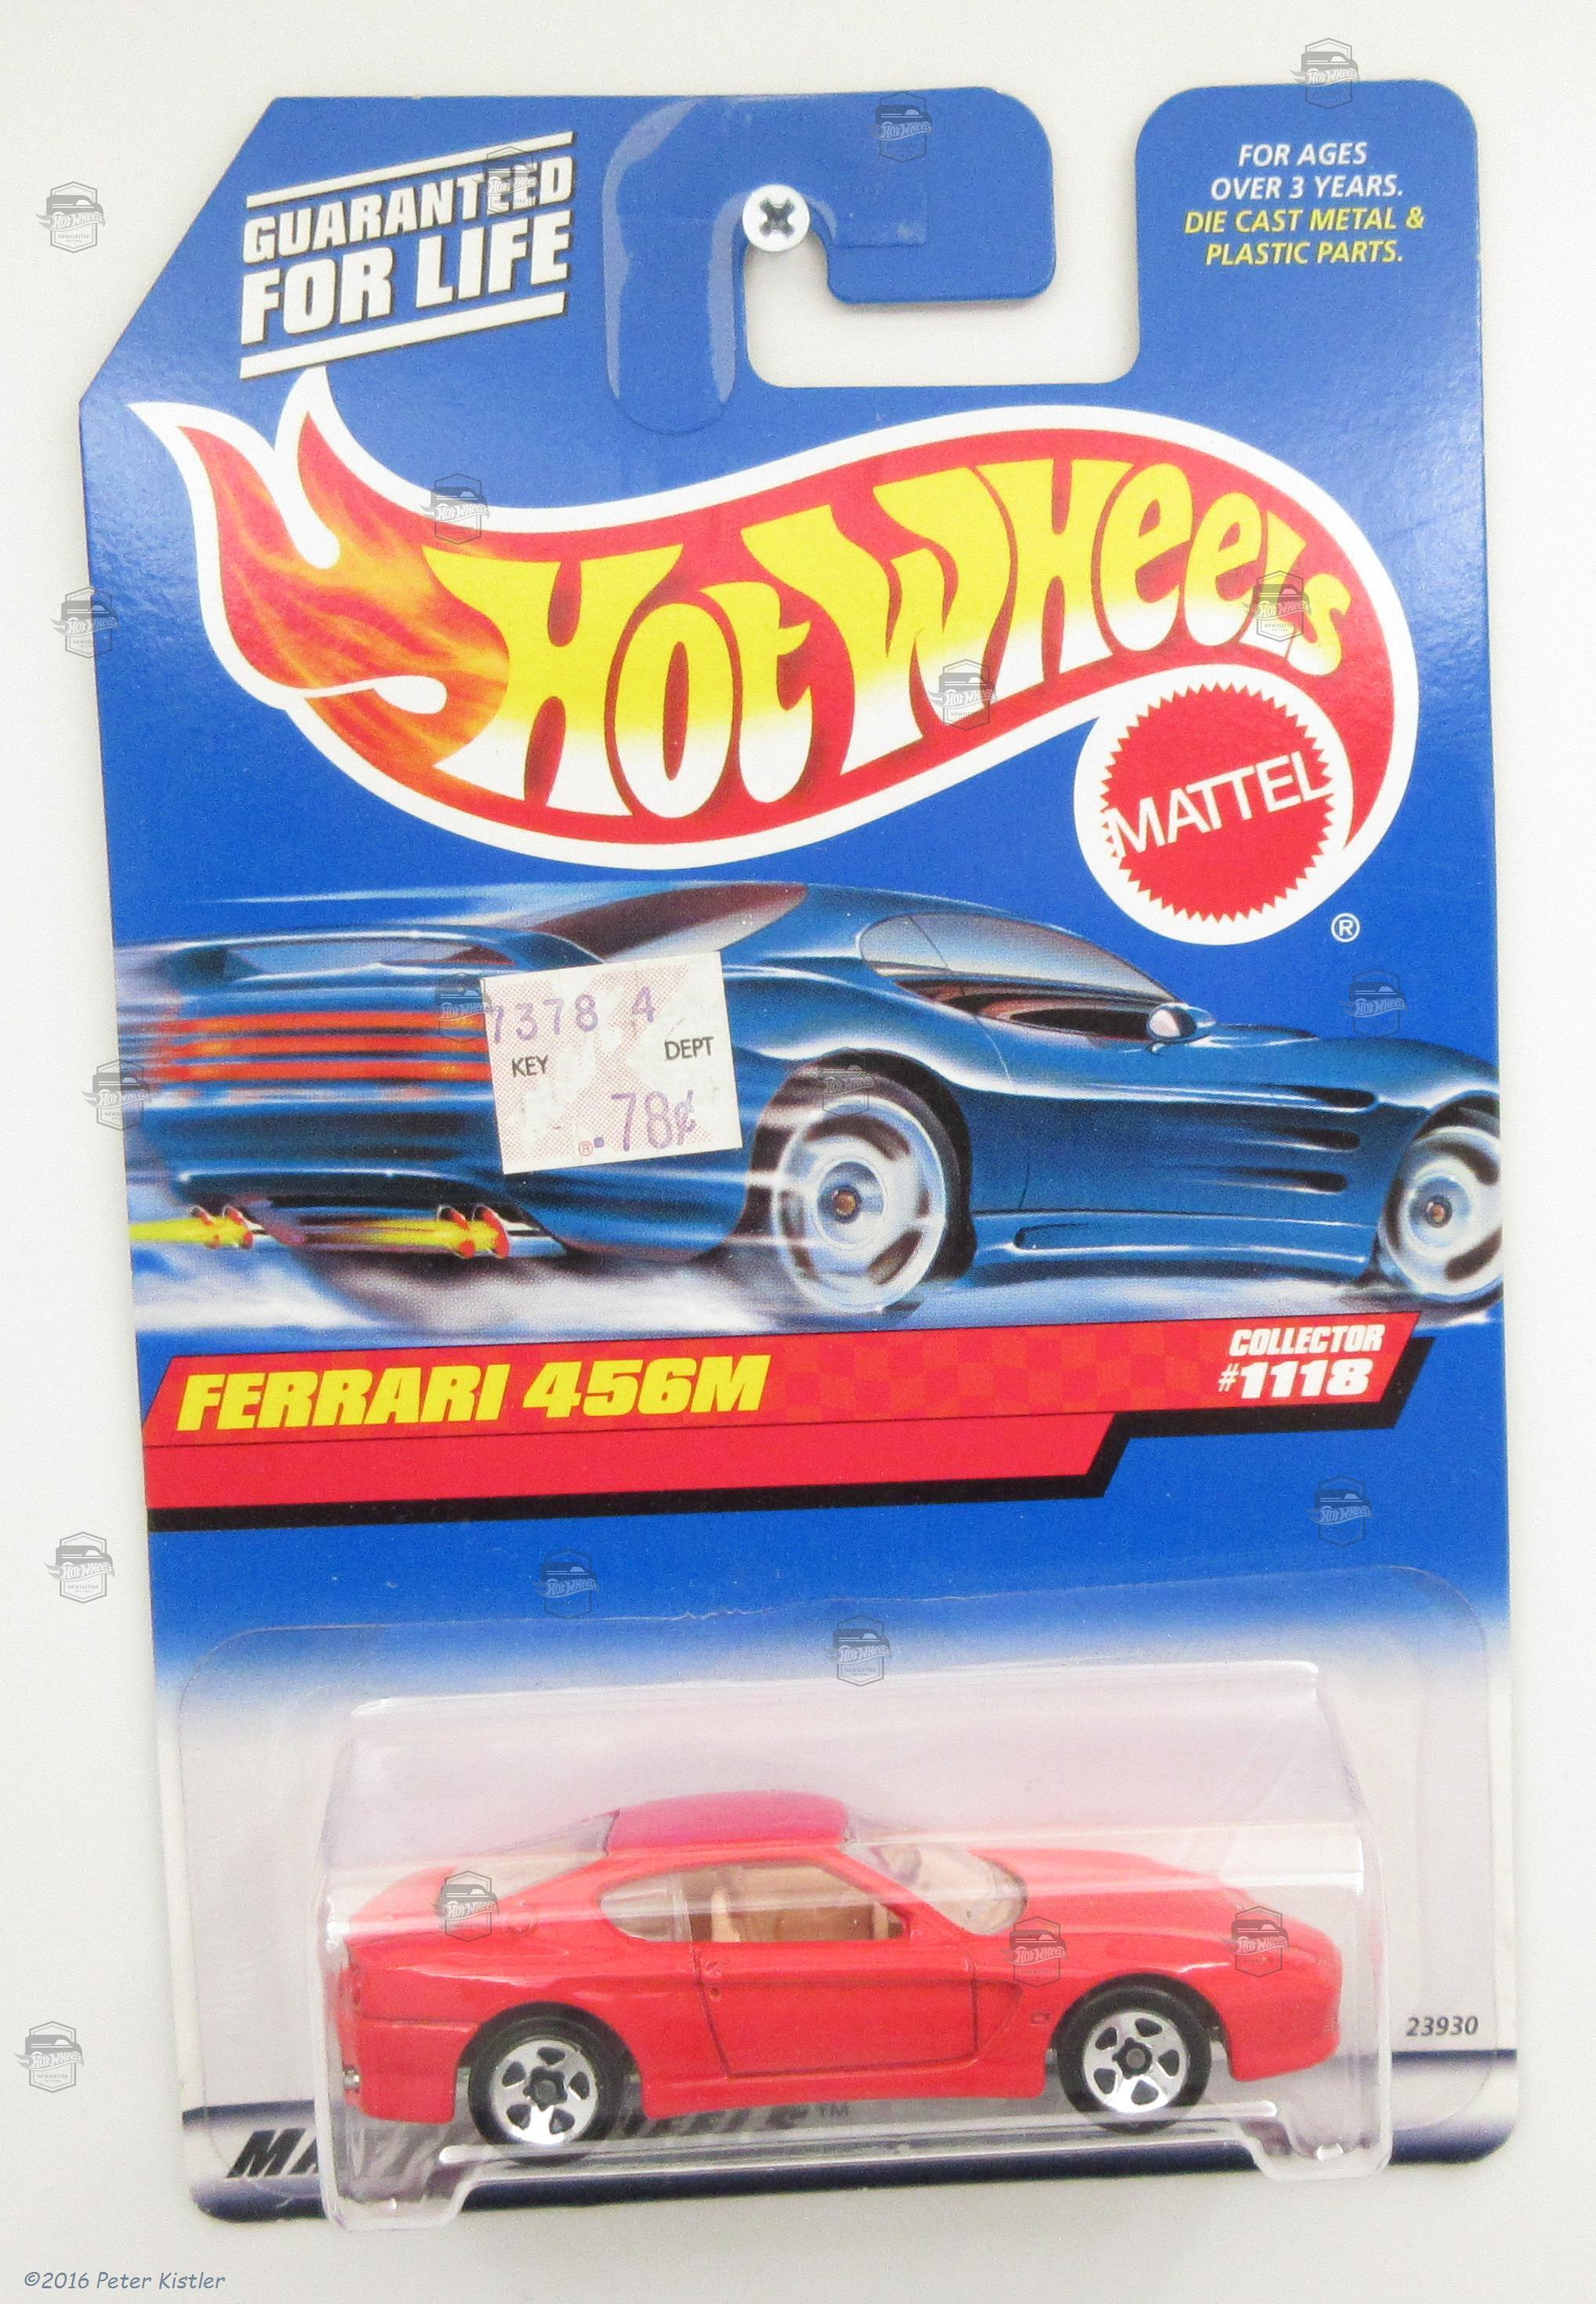 GUARANTEED
FOR LIFE
FOR AGES
OVER 3 YEARS.
DIE CAST METAL &
PLASTIC PARTS.
HOT WHEELS
MATTEL
®
7378 4
KEY DEPT
®
.78¢
FERRARI 456M
COLLECTOR
#1118
23930
™
©2016 Peter Kistler